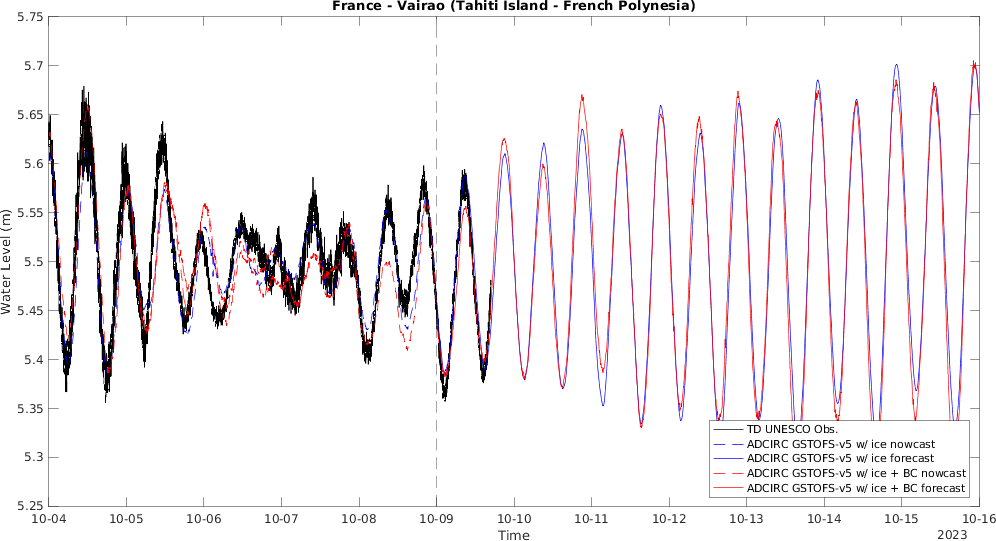 France - Vairao (Tahiti Island - French Polynesia)
5.75
5.7
5.65
5.6
5.55
5.5
5.45
5.4
5.35
5.3
5.25
Water Level (m)
TD UNESCO Obs.
ADCIRC GSTOFS-v5 w/ ice nowcast
ADCIRC GSTOFS-v5 w/ ice forecast
ADCIRC GSTOFS-v5 w/ ice + BC nowcast
ADCIRC GSTOFS-v5 w/ ice + BC forecast
10-04 10-05 10-06 10-07 10-08 10-09 10-10 10-11 10-12 10-13 10-14 10-15 10-16
Time
2023